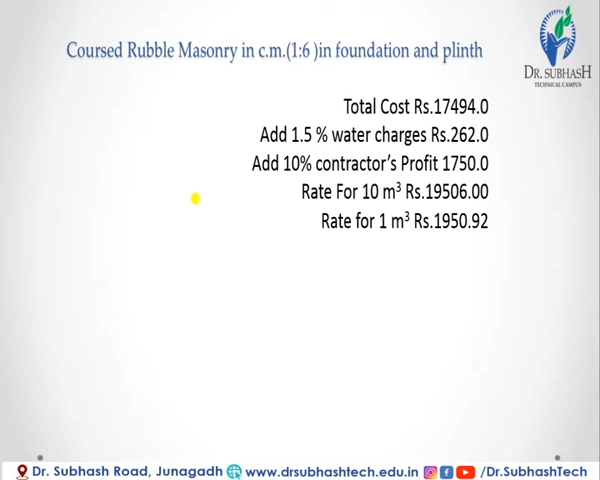 Coursed Rubble Masonry in c.m.(1:6 )in foundation and plinth
DR. SUBHASH
TECHNICAL CAMPUS
Total Cost Rs.17494.0
Add 1.5 % water charges Rs.262.0
Add 10% contractor's Profit 1750.0
Rate For 10 m³ Rs.19506.00
Rate for 1 m³ Rs.1950.92
Dr. Subhash Road, Junagadh www.drsubhashtech.edu.in /Dr.SubhashTech